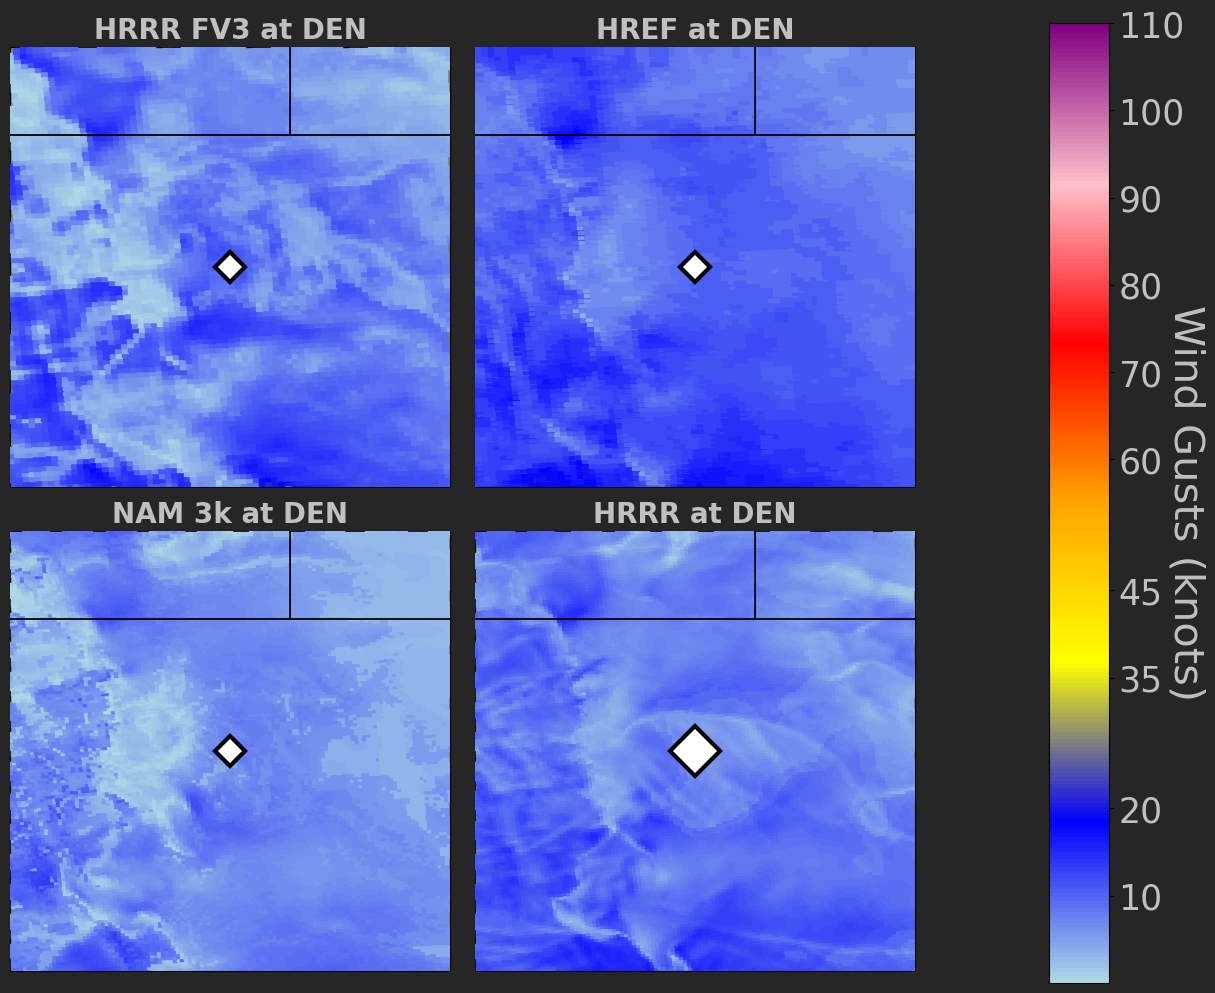 HRRR FV3 at DEN
HREF at DEN
NAM 3k at DEN
HRRR at DEN
110
100
90
80
70
60
45
35
20
10
Wind Gusts (knots)